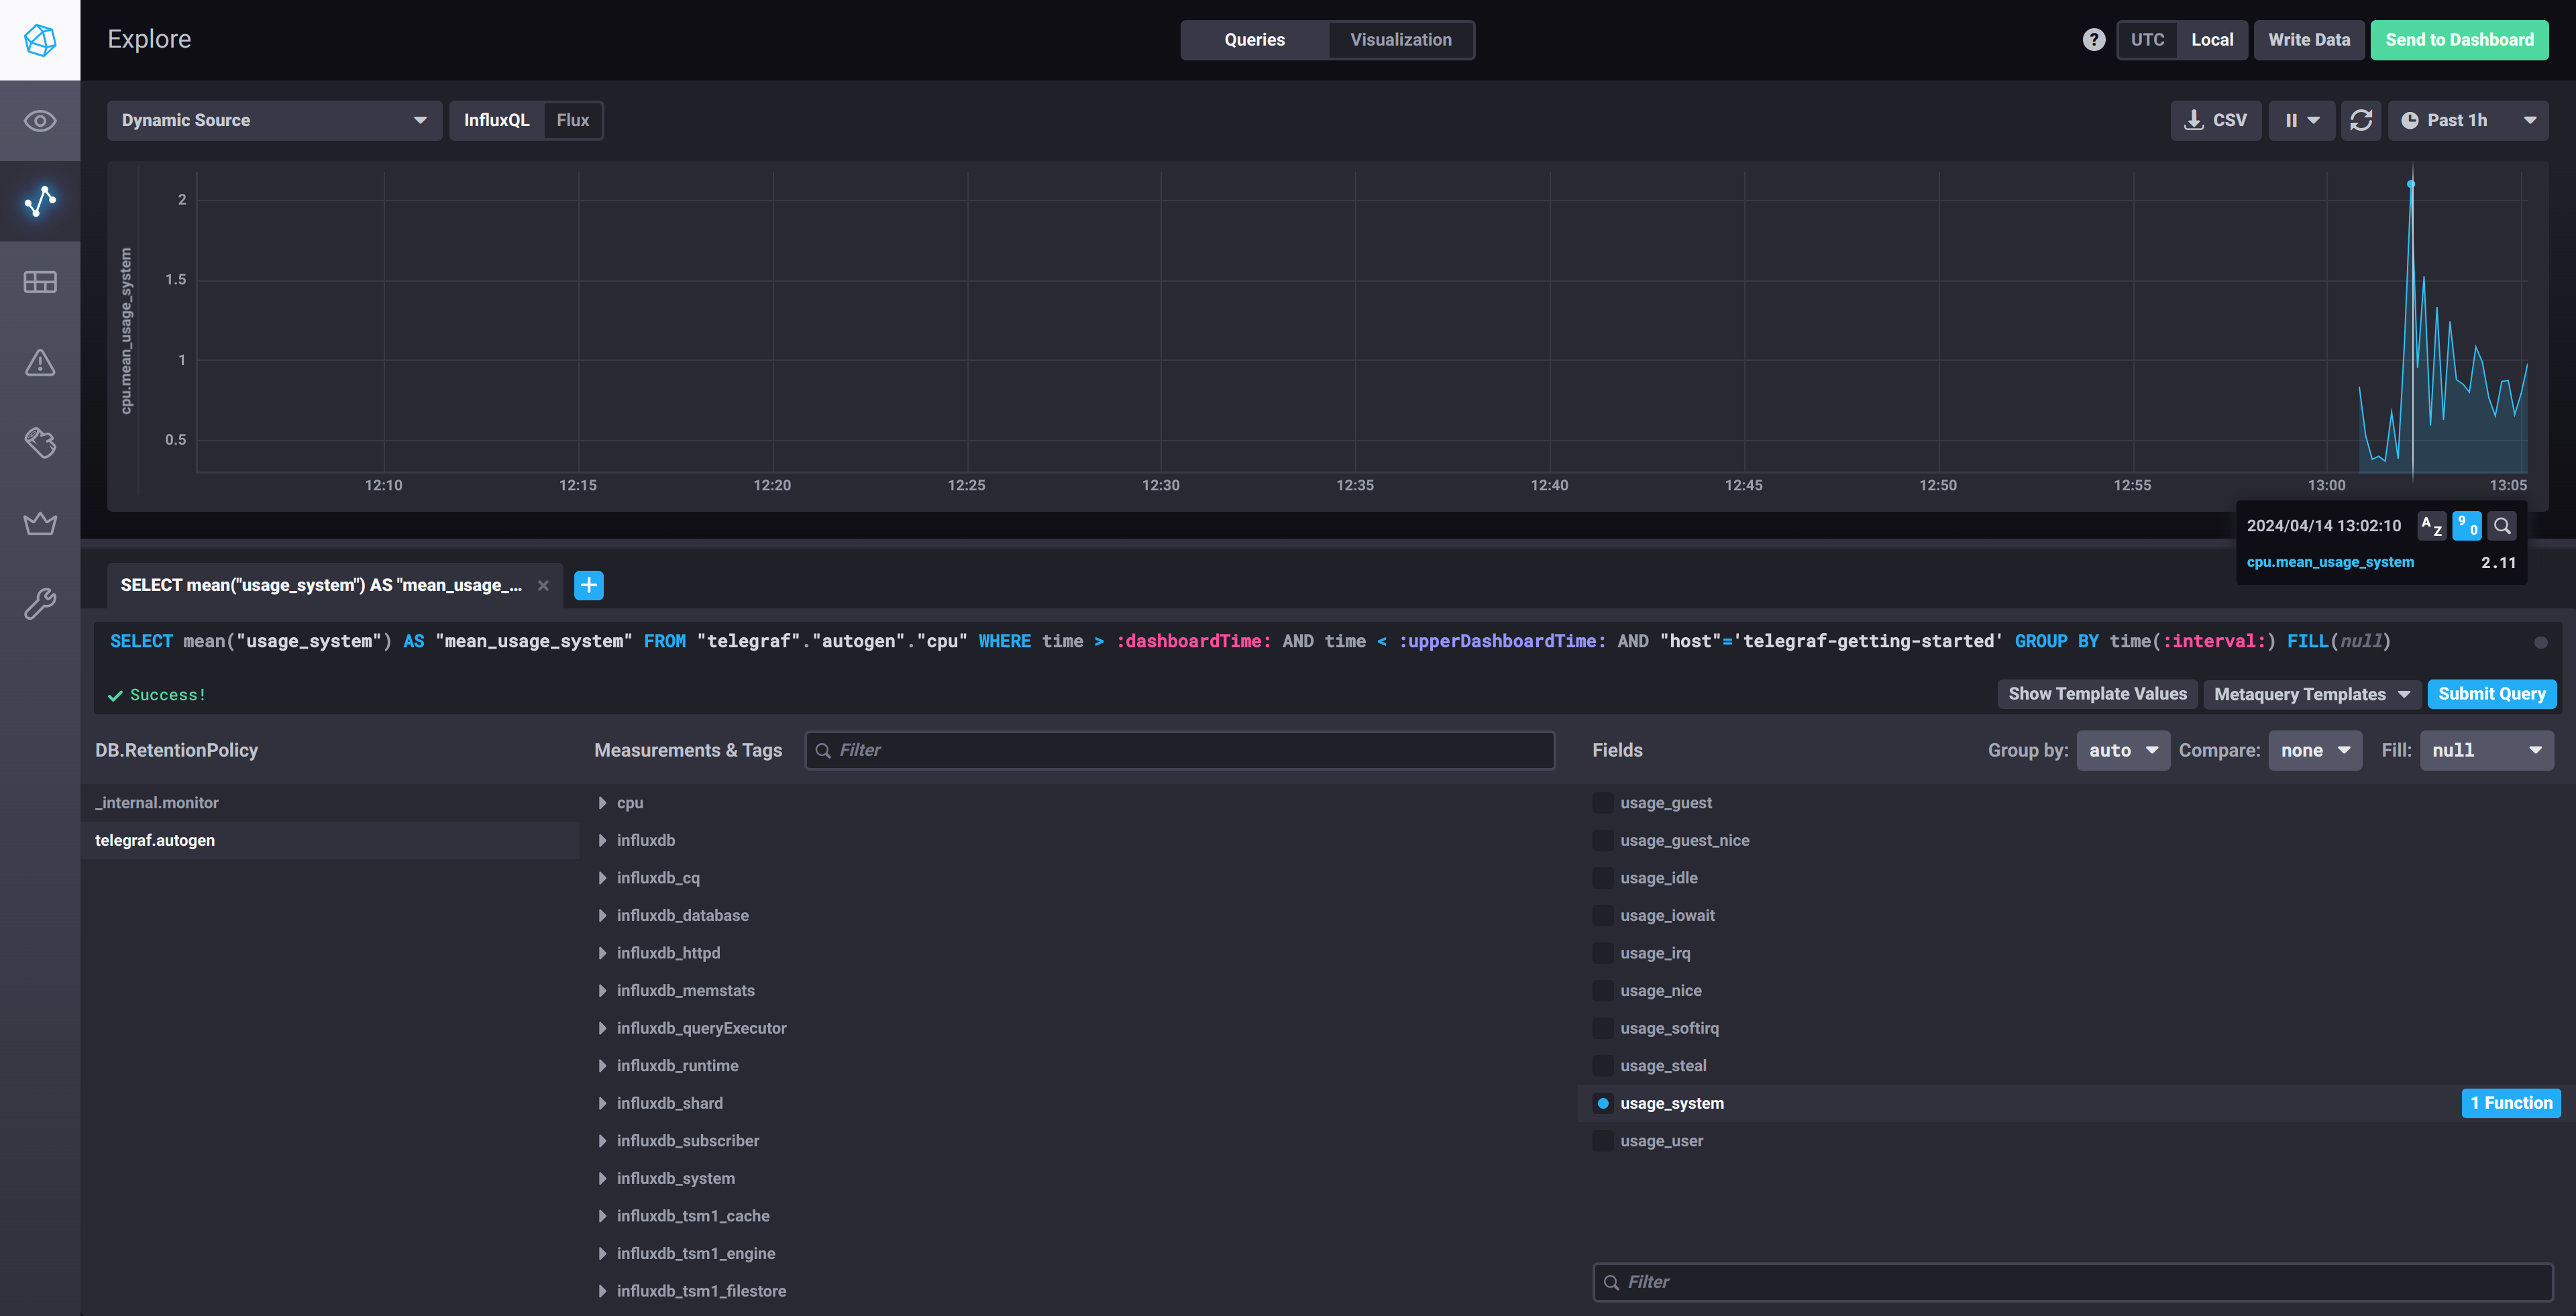 Explore
Queries
Visualization
?
UTC
Local
Write Data
Send to Dashboard
Dynamic Source
InfluxQL
Flux
CSV
Past 1h
cpu.mean_usage_system
2
1.5
1
0.5
12:10
12:15
12:20
12:25
12:30
12:35
12:40
12:45
12:50
12:55
13:00
13:05
2024/04/14 13:02:10
A Z
9 0
cpu.mean_usage_system
2.11
SELECT mean("usage_system") AS "mean_usage_...
SELECT mean("usage_system") AS "mean_usage_system" FROM "telegraf"."autogen"."cpu" WHERE time > :dashboardTime: AND time < :upperDashboardTime: AND "host"='telegraf-getting-started' GROUP BY time(:interval:) FILL(null)
Success!
Show Template Values
Metaquery Templates
Submit Query
DB.RetentionPolicy
_internal.monitor
telegraf.autogen
Measurements & Tags
Filter
cpu
influxdb
influxdb_cq
influxdb_database
influxdb_httpd
influxdb_memstats
influxdb_queryExecutor
influxdb_runtime
influxdb_shard
influxdb_subscriber
influxdb_system
influxdb_tsm1_cache
influxdb_tsm1_engine
influxdb_tsm1_filestore
Fields
Group by:
auto
Compare:
none
Fill:
null
usage_guest
usage_guest_nice
usage_idle
usage_iowait
usage_irq
usage_nice
usage_softirq
usage_steal
usage_system
1 Function
usage_user
Filter